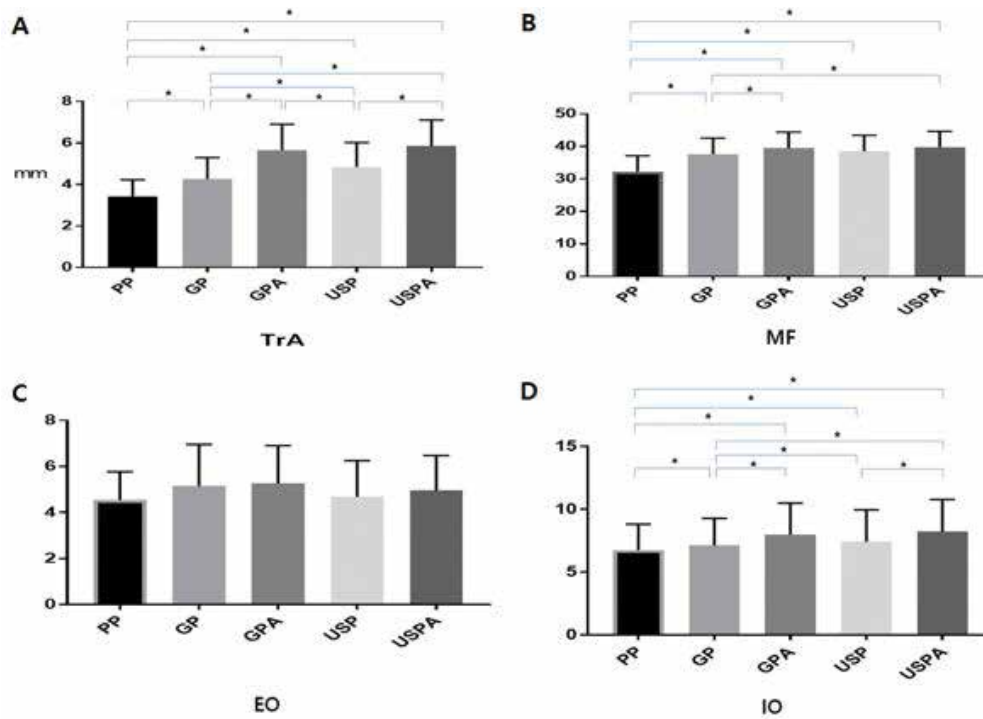 A
* * * * * * * * *
mm
8
6
4
2
0
PP GP GPA USP USPA
TrA
B
* * * * * *
50
40
30
20
10
0
PP GP GPA USP USPA
MF
C
8
6
4
2
0
PP GP GPA USP USPA
EO
D
* * * * * * * *
15
10
5
0
PP GP GPA USP USPA
IO